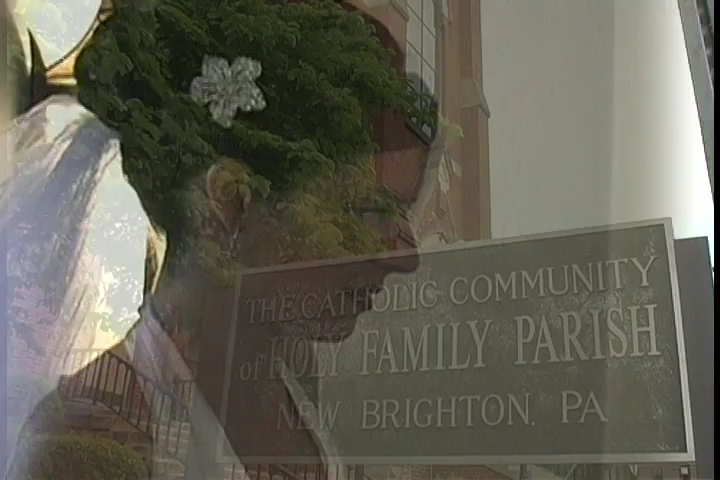 THE CATHOLIC COMMUNITY
of HOLY FAMILY PARISH
NEW BRIGHTON, PA